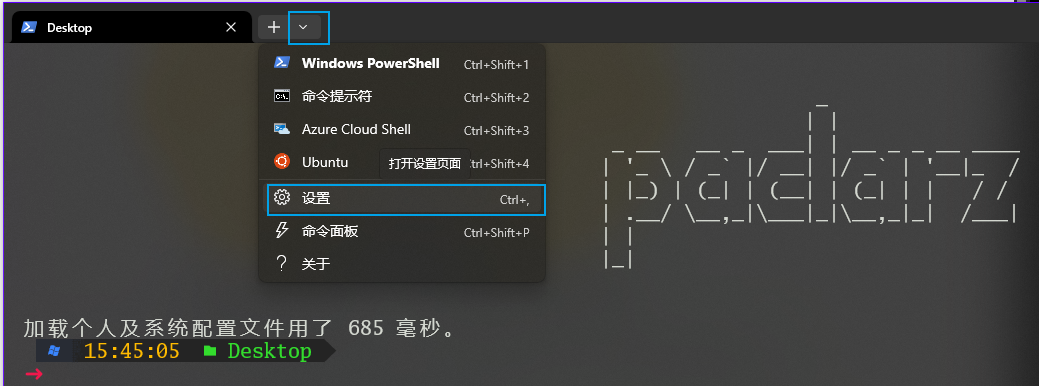 Desktop
Windows PowerShell Ctrl+Shift+1
命令提示符 Ctrl+Shift+2
Azure Cloud Shell Ctrl+Shift+3
Ubuntu 打开设置页面 trl+Shift+4
设置 Ctrl+,
命令面板 Ctrl+Shift+P
关于
加载个人及系统配置文件用了 685 毫秒。
15:45:05 Desktop